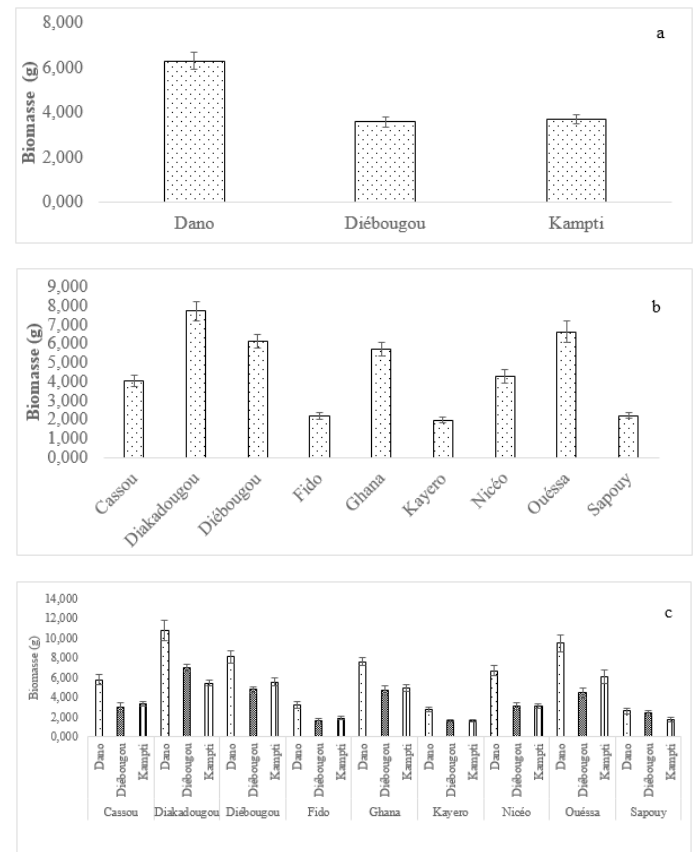 a
Biomasse (g)
8,000
6,000
4,000
2,000
0,000
Dano Diébougou Kampti
b
Biomasse (g)
9,000
8,000
7,000
6,000
5,000
4,000
3,000
2,000
1,000
0,000
Cassou Diakadougou Diébougou Fido Ghana Kayero Nicéo Ouéssa Sapouy
c
Biomasse (g)
14,000
12,000
10,000
8,000
6,000
4,000
2,000
0,000
Dano Diébougou Kampti Dano Diébougou Kampti Dano Diébougou Kampti Dano Diébougou Kampti Dano Diébougou Kampti Dano Diébougou Kampti Dano Diébougou Kampti Dano Diébougou Kampti Dano Diébougou Kampti
Cassou Diakadougou Diébougou Fido Ghana Kayero Nicéo Ouéssa Sapouy